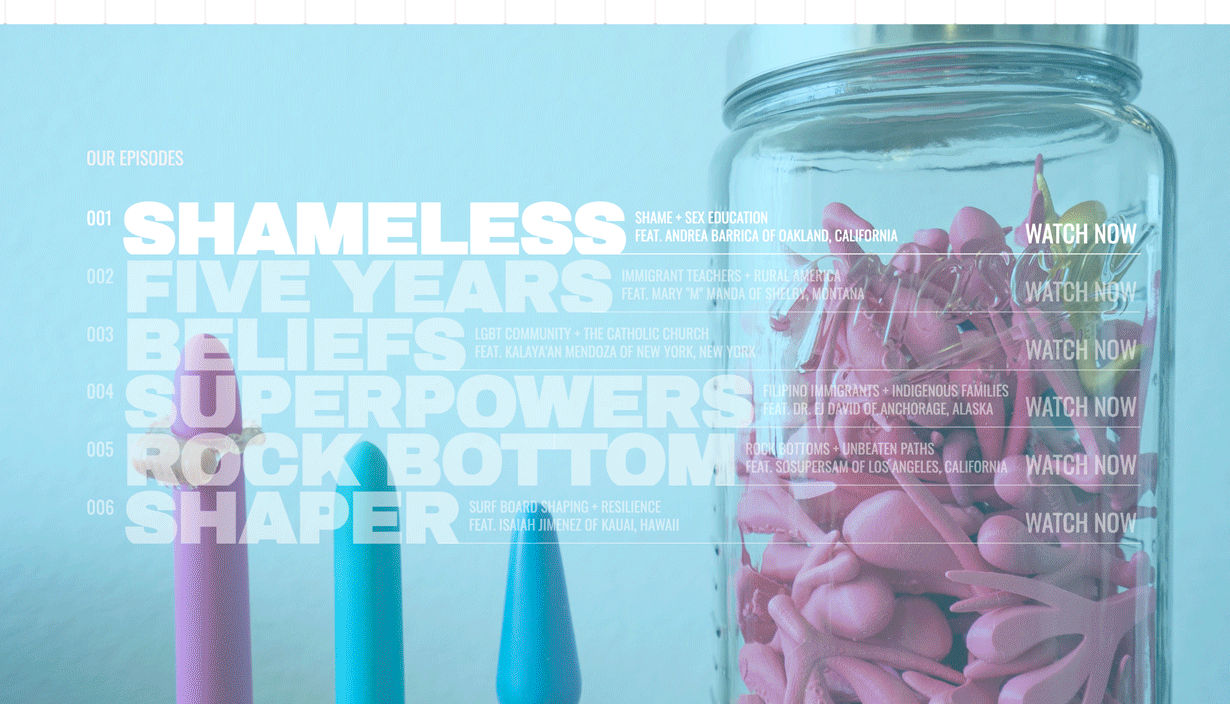 OUR EPISODES
001 SHAMELESS
SHAME + SEX EDUCATION
FEAT. ANDREA BARRICA OF OAKLAND, CALIFORNIA
WATCH NOW
002 FIVE YEARS
IMMIGRANT TEACHERS + RURAL AMERICA
FEAT. MARY "M" MANDA OF SHELBY, MONTANA
WATCH NOW
003 BELIEFS
LGBT COMMUNITY + THE CATHOLIC CHURCH
FEAT. KALAYA'AN MENDOZA OF NEW YORK, NEW YORK
WATCH NOW
004 SUPERPOWERS
FILIPINO IMMIGRANTS + INDIGENOUS FAMILIES
FEAT. DR. EJ DAVID OF ANCHORAGE, ALASKA
WATCH NOW
005 ROCK BOTTOM
ROCK BOTTOMS + UNBEATEN PATHS
FEAT. SOSUPERSAM OF LOS ANGELES, CALIFORNIA
WATCH NOW
006 SHAPER
SURF BOARD SHAPING + RESILIENCE
FEAT. ISAIAH JIMENEZ OF KAUAI, HAWAII
WATCH NOW